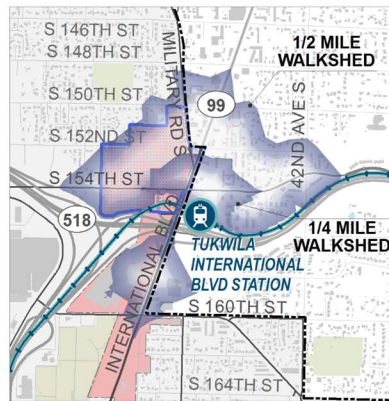 S 146TH ST
S 148TH ST
1/2 MILE
WALKSHED
MILITARY RD S
S 150TH ST
99
S 152ND ST
42ND AVE S
S 154TH ST
518
1/4 MILE
WALKSHED
TUKWILA
INTERNATIONAL
BLVD STATION
INTERNATIONAL BLVD
S 160TH ST
S 164TH ST